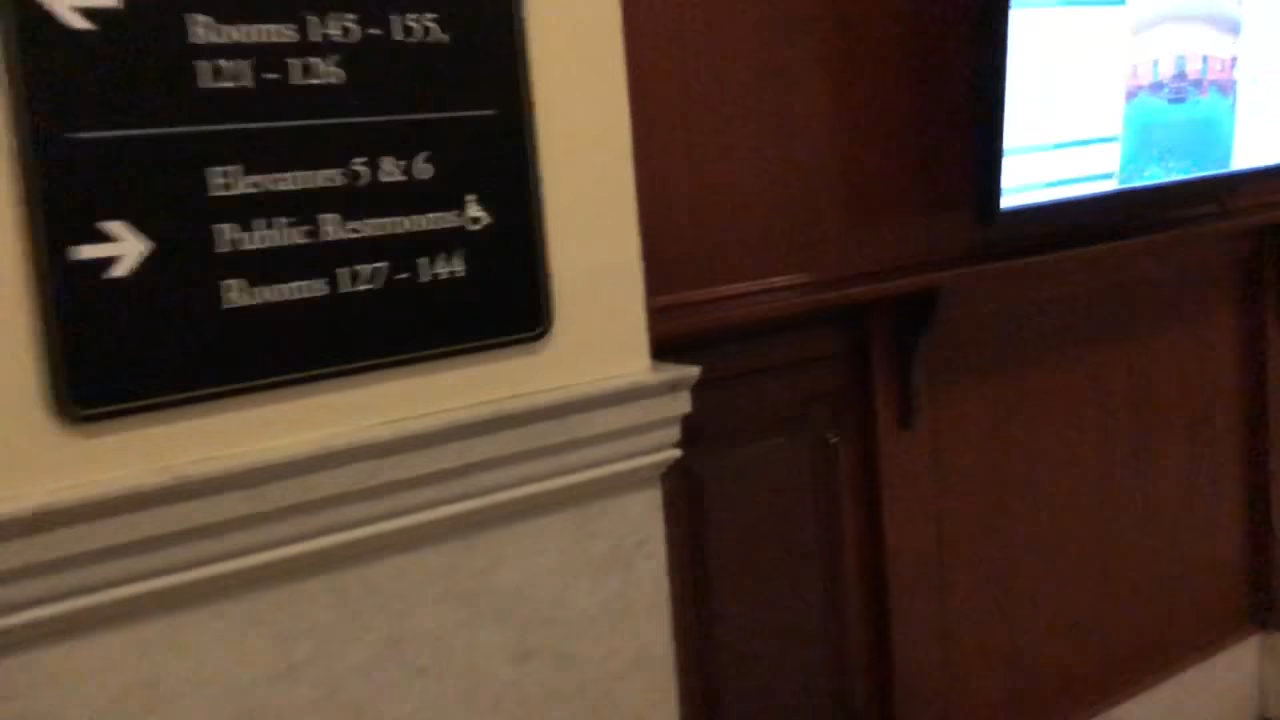 Rooms 145 - 155,
121 - 126
Elevators 5 & 6
Public Restrooms
Rooms 127 - 144